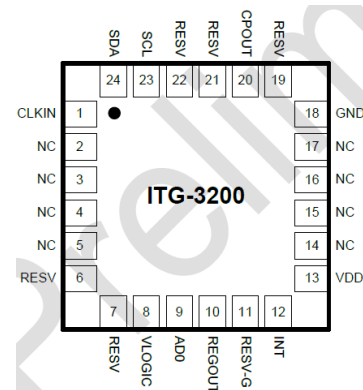 SDA
SCL
RESV
RESV
CPOUT
RESV
24 23 22 21 20 19
CLKIN 1 18 GND
NC 2 17 NC
NC 3 16 NC
ITG-3200
NC 4 15 NC
NC 5 14 NC
RESV 6 13 VDD
7 8 9 10 11 12
RESV
VLOGIC
AD0
REGOUT
RESV-G
INT
Prelim